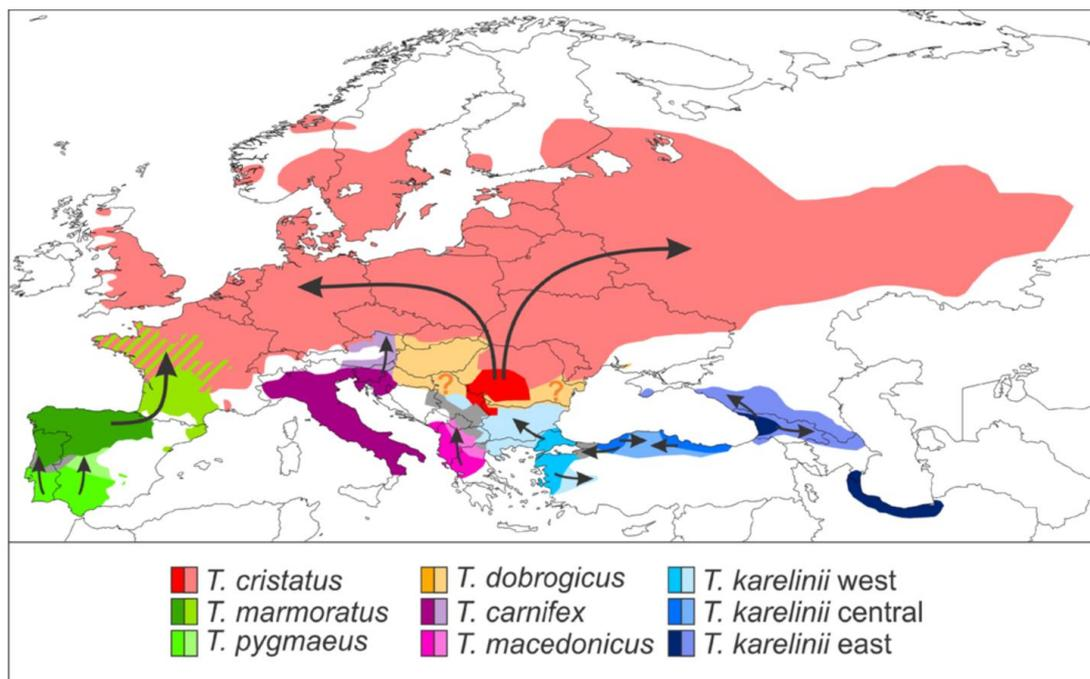 ?
?
T. cristatus
T. marmoratus
T. pygmaeus
T. dobrogicus
T. carnifex
T. macedonicus
T. karelinii west
T. karelinii central
T. karelinii east